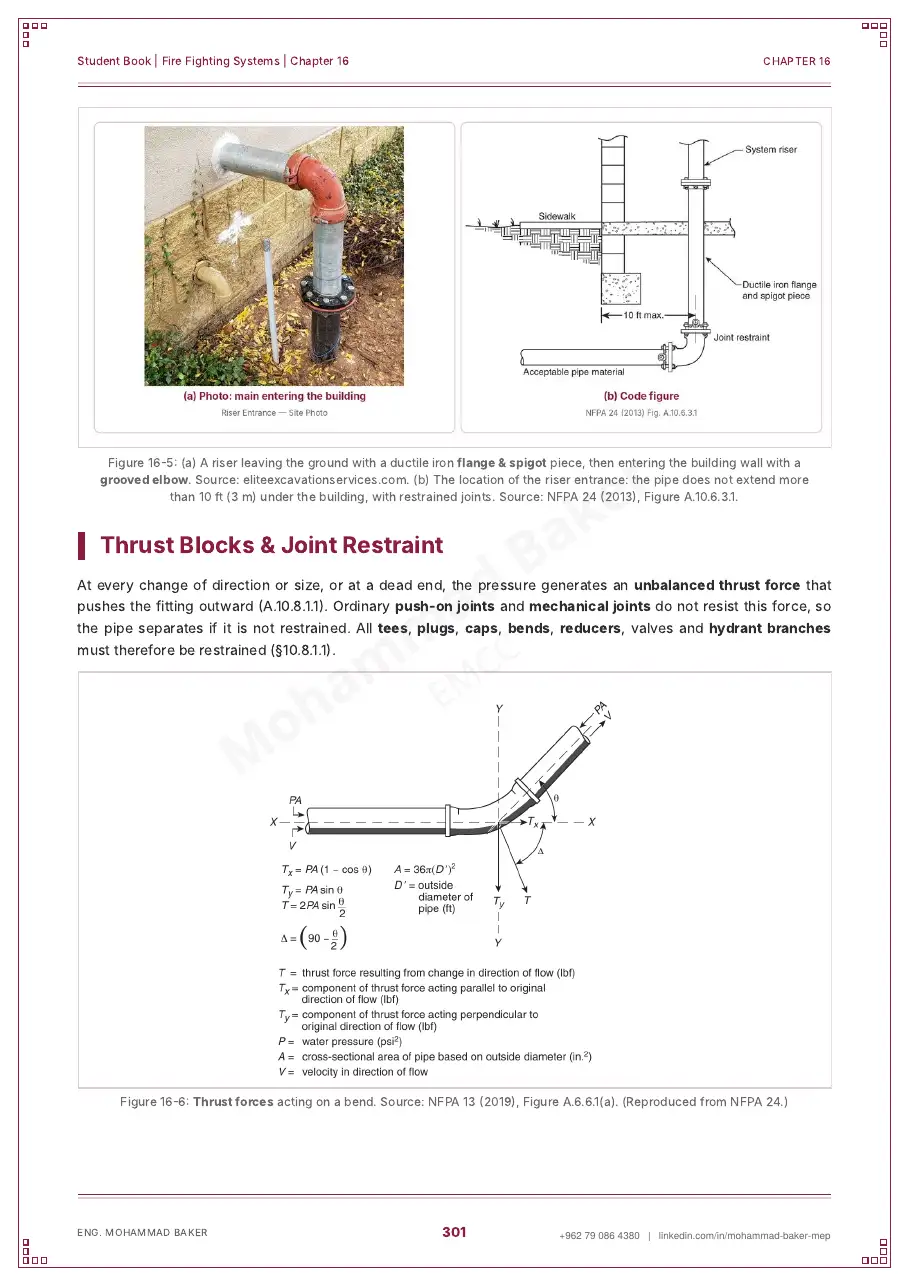 Student Book | Fire Fighting Systems | Chapter 16
CHAPTER 16
System riser
Sidewalk
Ductile iron flange
and spigot piece
10 ft max.
Joint restraint
Acceptable pipe material
(a) Photo: main entering the building
Riser Entrance — Site Photo
(b) Code figure
NFPA 24 (2013) Fig. A.10.6.3.1
Figure 16-5: (a) A riser leaving the ground with a ductile iron flange & spigot piece, then entering the building wall with a
grooved elbow. Source: eliteexcavationservices.com. (b) The location of the riser entrance: the pipe does not extend more
than 10 ft (3 m) under the building, with restrained joints. Source: NFPA 24 (2013), Figure A.10.6.3.1.
Thrust Blocks & Joint Restraint
At every change of direction or size, or at a dead end, the pressure generates an unbalanced thrust force that
pushes the fitting outward (A.10.8.1.1). Ordinary push-on joints and mechanical joints do not resist this force, so
the pipe separates if it is not restrained. All tees, plugs, caps, bends, reducers, valves and hydrant branches
must therefore be restrained (§10.8.1.1).
Mohammad Baker
EMCC
Y
PA
V
PA
θ
X
Tx
X
V
Δ
Tx = PA (1 − cos θ)
A = 36π(D')²
Ty = PA sin θ
D' = outside
diameter of
pipe (ft)
T = 2PA sin θ/2
Ty
T
Δ = (90 − θ/2)
Y
T = thrust force resulting from change in direction of flow (lbf)
Tx = component of thrust force acting parallel to original
direction of flow (lbf)
Ty = component of thrust force acting perpendicular to
original direction of flow (lbf)
P = water pressure (psi²)
A = cross-sectional area of pipe based on outside diameter (in.²)
V = velocity in direction of flow
Figure 16-6: Thrust forces acting on a bend. Source: NFPA 13 (2019), Figure A.6.6.1(a). (Reproduced from NFPA 24.)
ENG. MOHAMMAD BAKER
301
+962 79 086 4380 | linkedin.com/in/mohammad-baker-mep